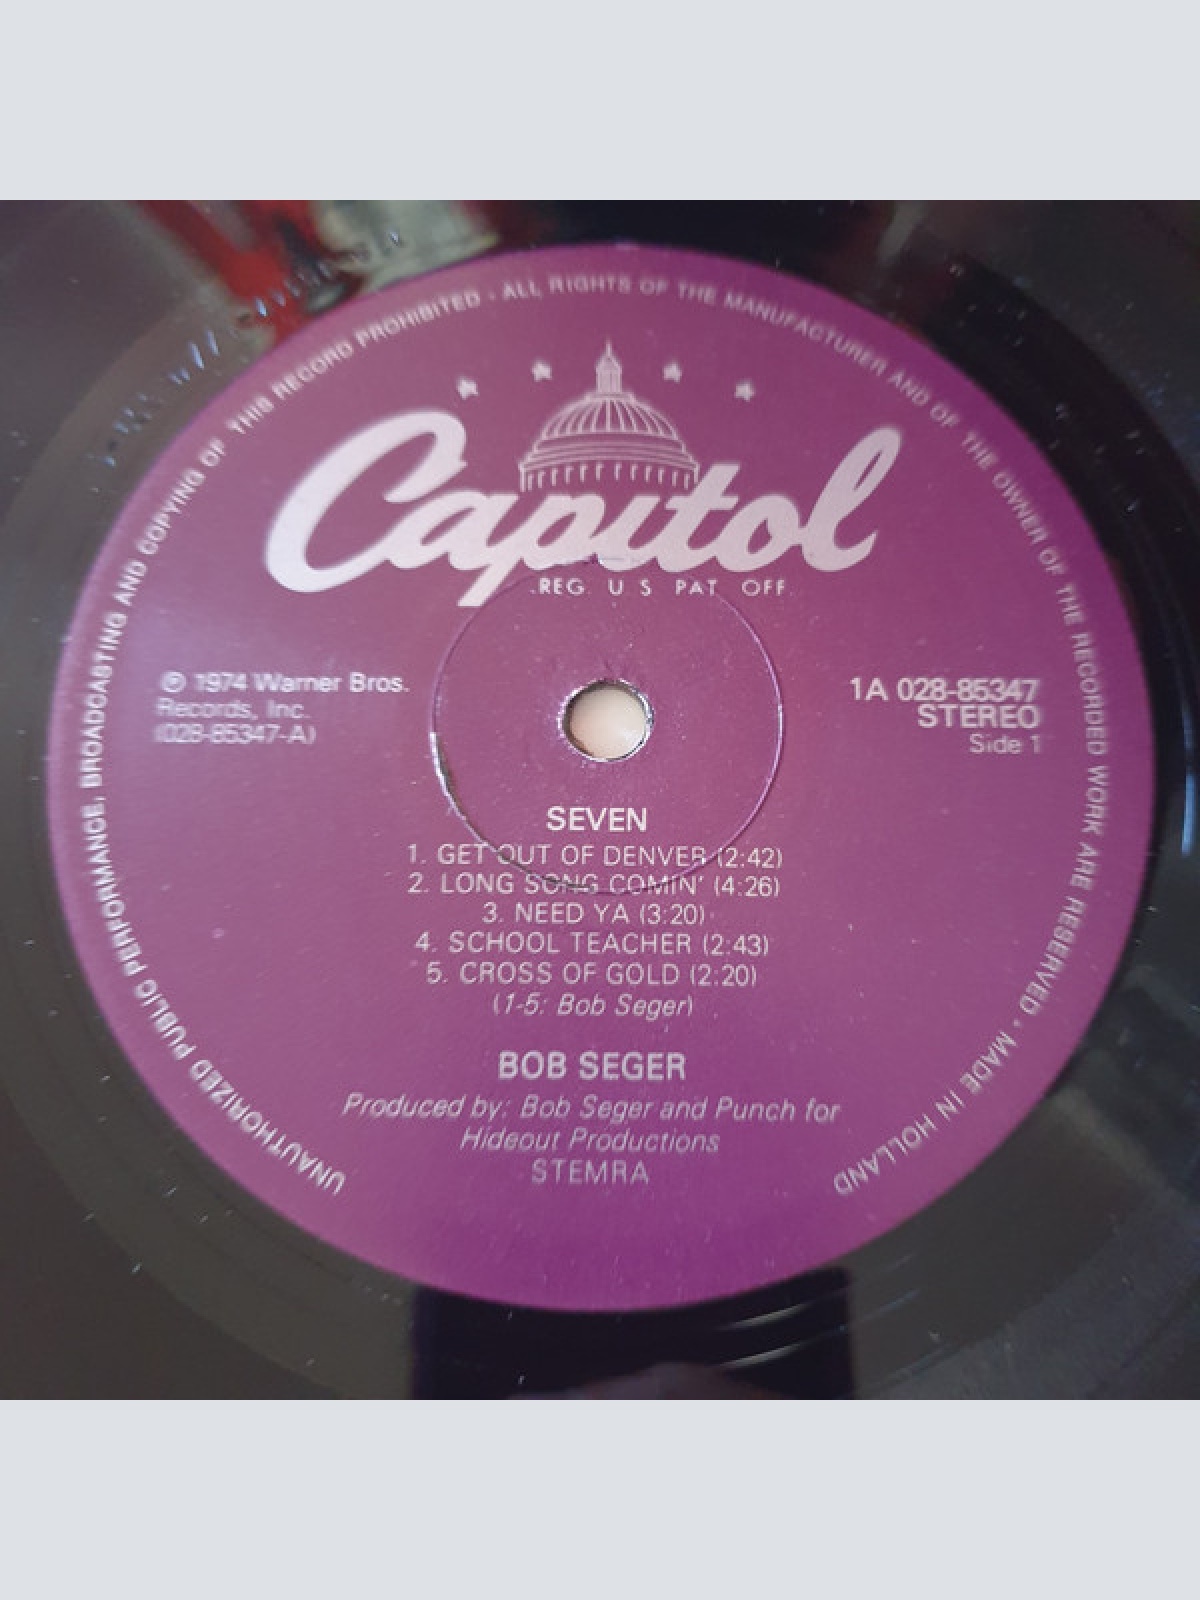 UNAUTHORIZED PUBLIC PERFORMANCE, BROADCASTING AND COPYING OF THIS RECORD PROHIBITED - ALL RIGHTS OF THE MANUFACTURER AND OF THE OWNER OF THE RECORDED WORK ARE RESERVED • MADE IN HOLLAND
Capitol
REG. U S PAT OFF.
℗ 1974 Warner Bros.
Records, Inc.
(028-85347-A)
1A 028-85347
STEREO
Side 1
SEVEN
1. GET OUT OF DENVER (2:42)
2. LONG SONG COMIN' (4:26)
3. NEED YA (3:20)
4. SCHOOL TEACHER (2:43)
5. CROSS OF GOLD (2:20)
(1-5: Bob Seger)
BOB SEGER
Produced by: Bob Seger and Punch for
Hideout Productions
STEMRA